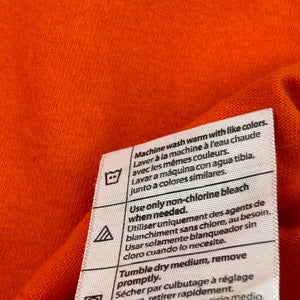 Machine wash warm with like colors.
Laver à la machine à l'eau chaude
avec les mêmes couleurs.
Lavar a máquina con agua tibia,
junto a colores similares.
Use only non-chlorine bleach
when needed.
Utiliser uniquement des agents de
blanchiment sans chlore, au besoin.
Usar solamente blanqueador sin
cloro cuando lo necesite.
Tumble dry medium, remove
promptly.
Sécher par culbutage à réglage
retirer rapidement.
medio